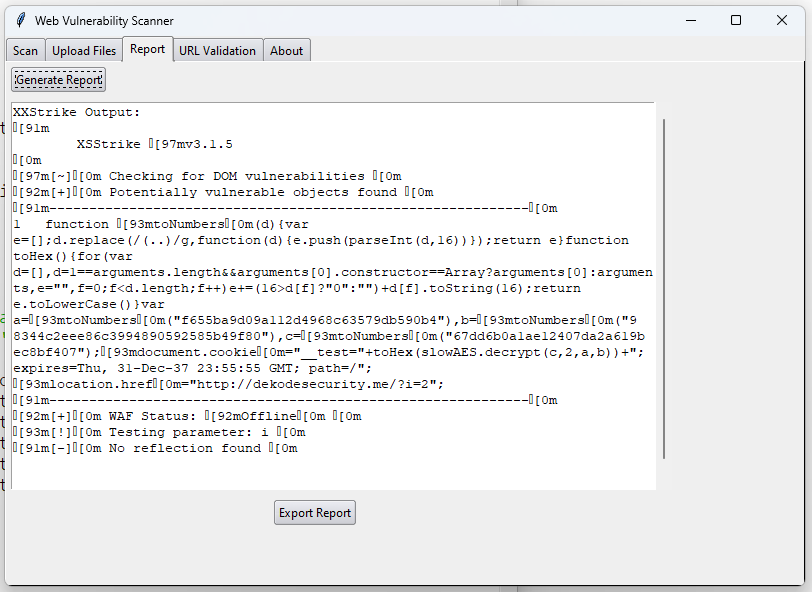 Web Vulnerability Scanner
Scan Upload Files Report URL Validation About
Generate Report
XXStrike Output:
[91m
XSStrike [97mv3.1.5
[0m
[97m[~][0m Checking for DOM vulnerabilities [0m
[92m[+][0m Potentially vulnerable objects found [0m
[91m------------------------------------------------------------[0m
1 function [93mtoNumbers[0m(d){var
e=[];d.replace(/(..)/g,function(d){e.push(parseInt(d,16))});return e}function
toHex(){for(var
d=[],d=1==arguments.length&&arguments[0].constructor==Array?arguments[0]:argumen
ts,e="",f=0;f<d.length;f++)e+=(16>d[f]?"0":"")+d[f].toString(16);return
e.toLowerCase()}var
a=[93mtoNumbers[0m("f655ba9d09a112d4968c63579db590b4"),b=[93mtoNumbers[0m("9
8344c2eee86c3994890592585b49f80"),c=[93mtoNumbers[0m("67dd6b0a1ae12407da2a619b
ec8bf407");[93mdocument.cookie[0m="__test="+toHex(slowAES.decrypt(c,2,a,b))+";
expires=Thu, 31-Dec-37 23:55:55 GMT; path=/";
[93mlocation.href[0m="http://dekodesecurity.me/?i=2";
[91m------------------------------------------------------------[0m
[92m[+][0m WAF Status: [92mOffline[0m [0m
[93m[!][0m Testing parameter: i [0m
[91m[-][0m No reflection found [0m
Export Report